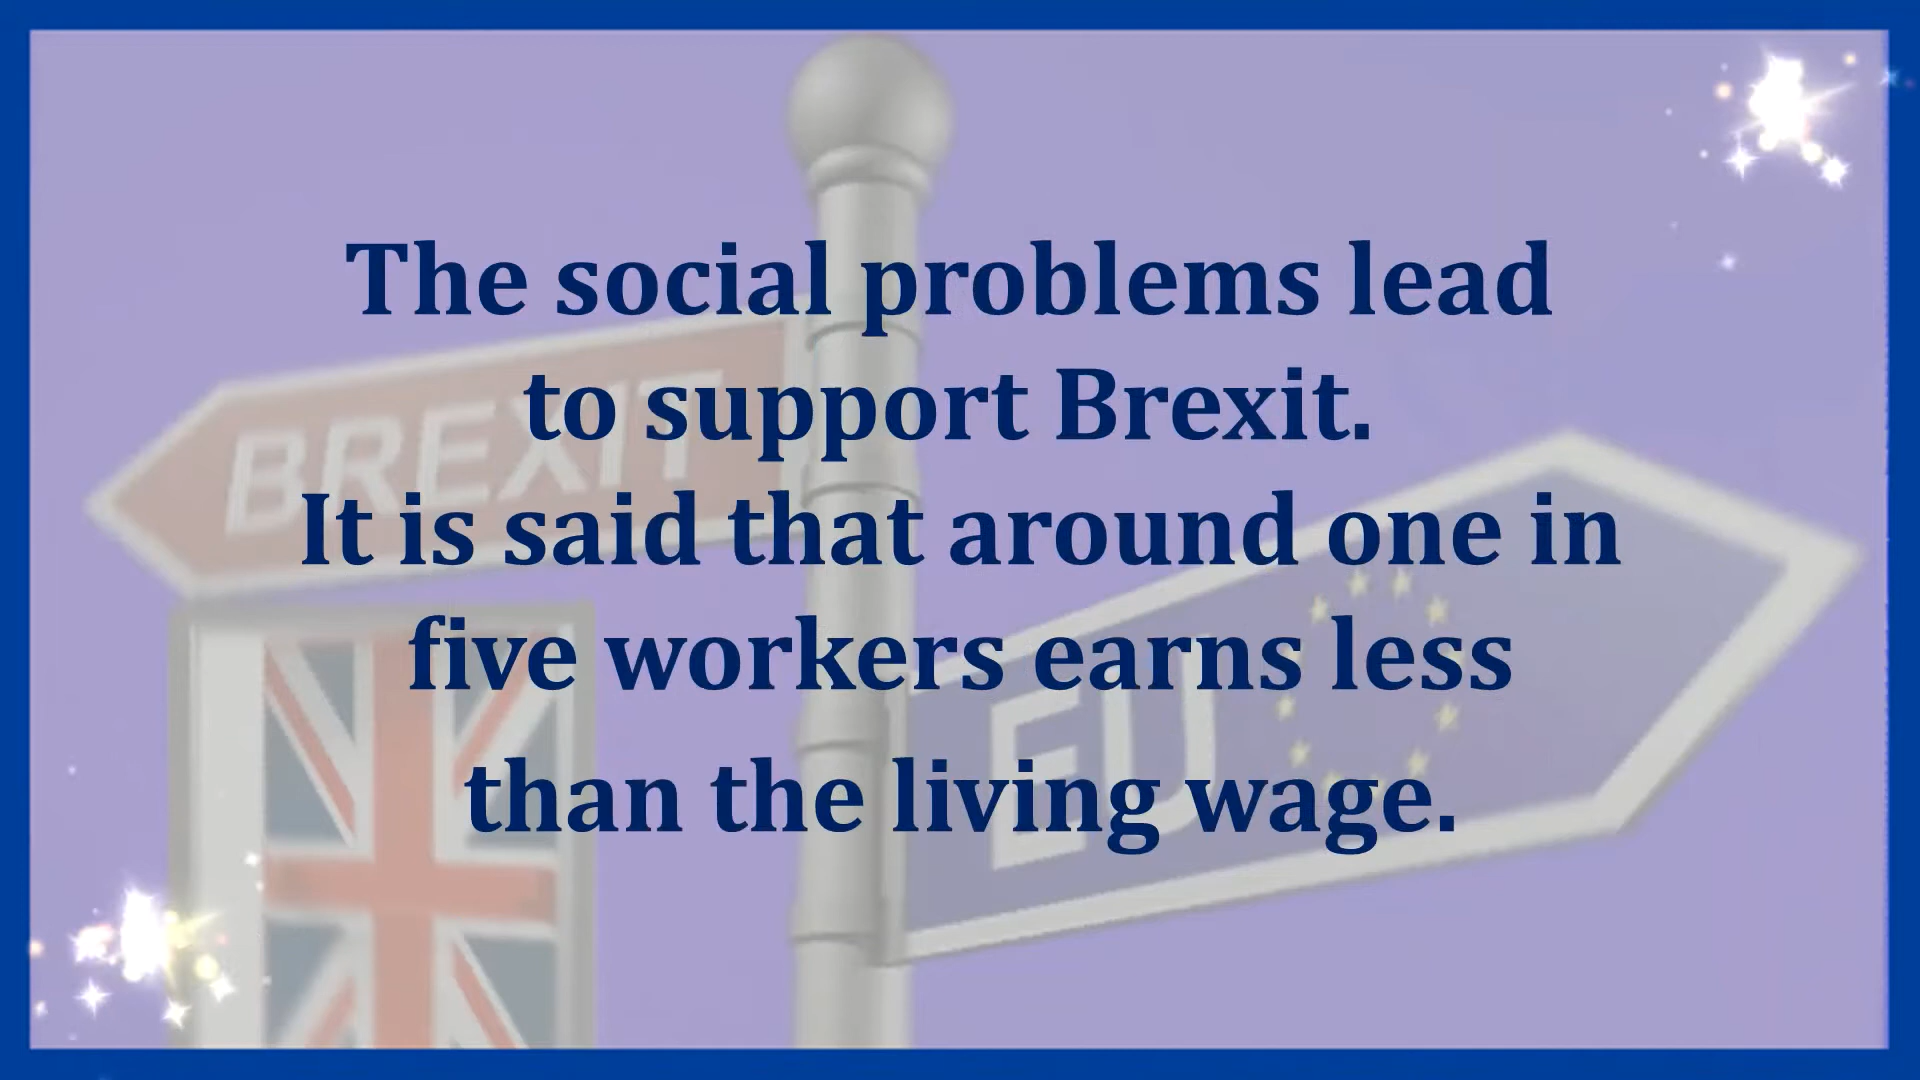 The social problems lead
to support Brexit.
It is said that around one in
five workers earns less
than the living wage.
BREXIT
EU